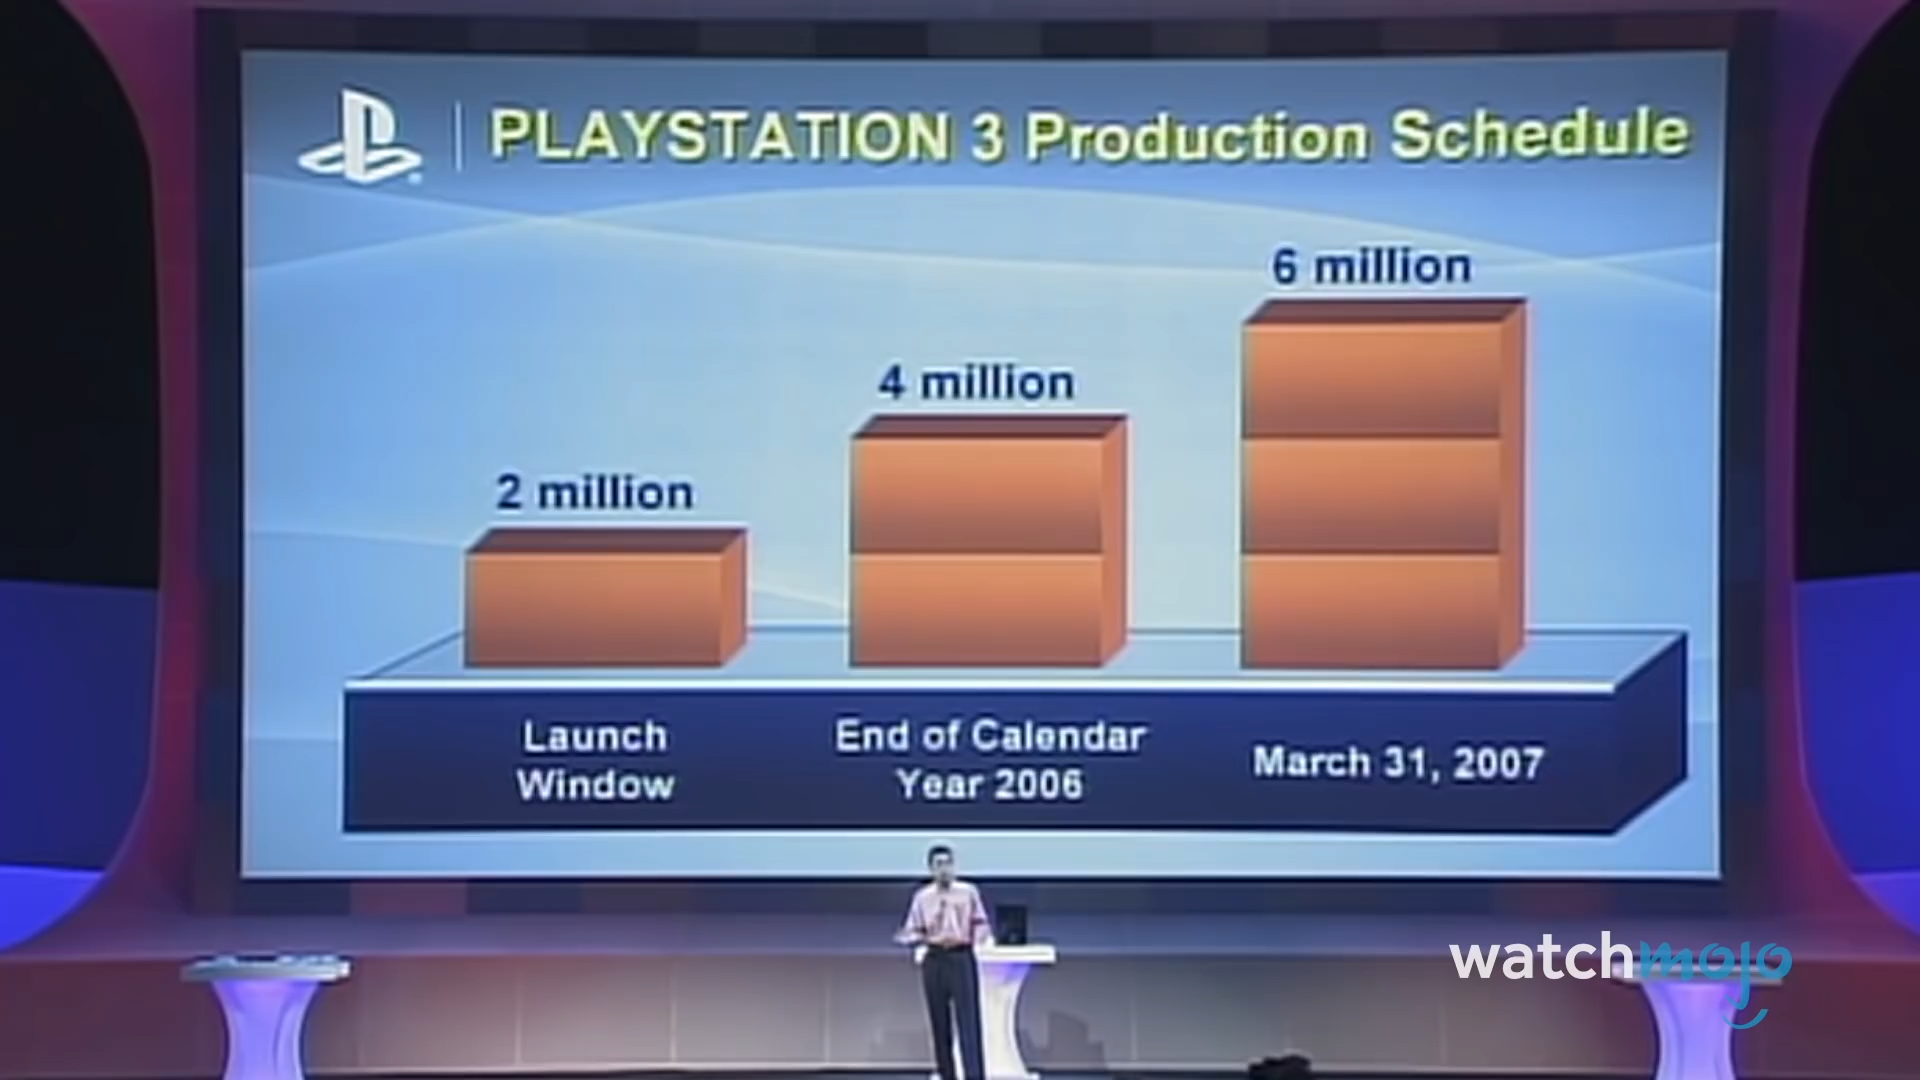 PLAYSTATION 3 Production Schedule
6 million
4 million
2 million
Launch
Window
End of Calendar
Year 2006
March 31, 2007
watchmojo